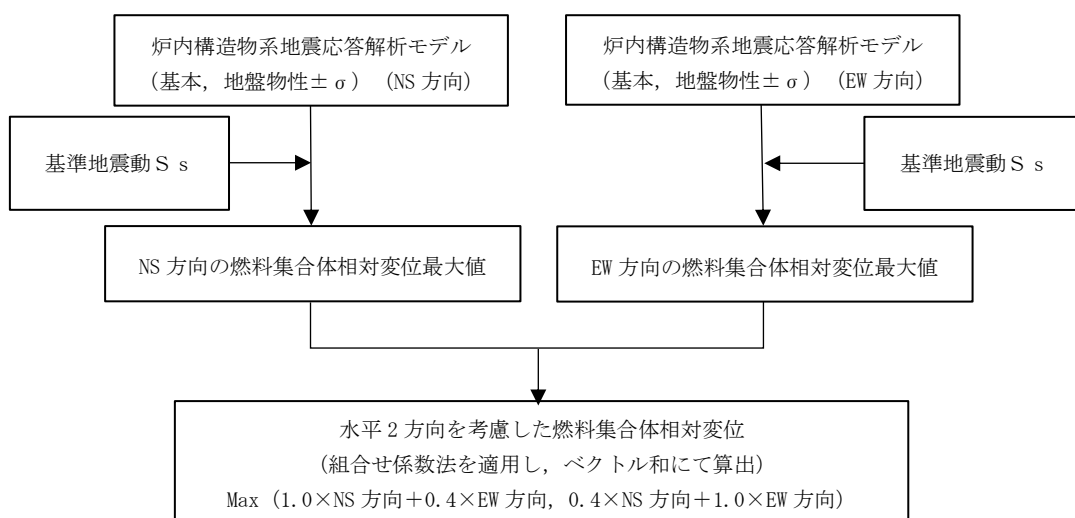 炉内構造物系地震応答解析モデル
（基本，地盤物性±σ）（NS 方向）
炉内構造物系地震応答解析モデル
（基本，地盤物性±σ）（EW 方向）
基準地震動Ｓｓ
基準地震動Ｓｓ
NS 方向の燃料集合体相対変位最大値
EW 方向の燃料集合体相対変位最大値
水平２方向を考慮した燃料集合体相対変位
（組合せ係数法を適用し，ベクトル和にて算出）
Max（1.0×NS 方向＋0.4×EW 方向，0.4×NS 方向＋1.0×EW 方向）